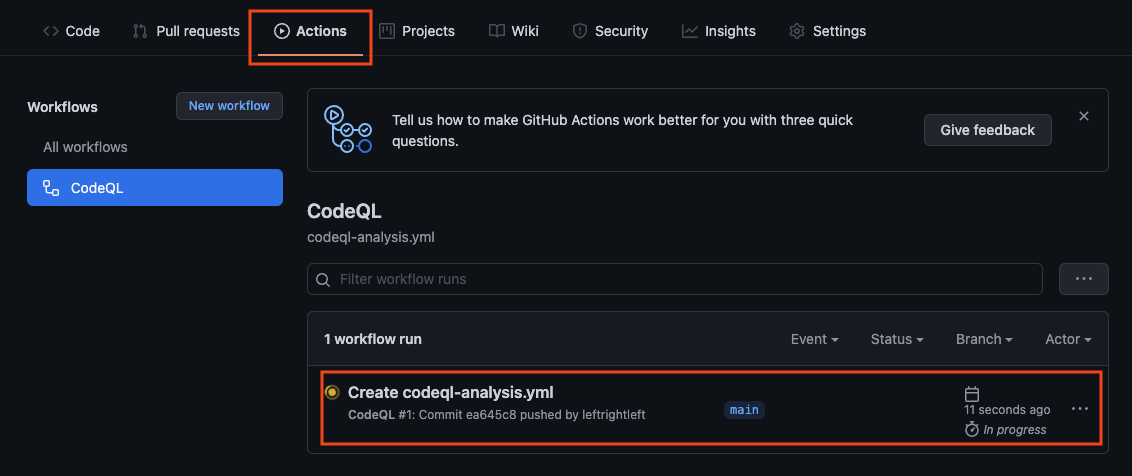 Code Pull requests Actions Projects Wiki Security Insights Settings
Workflows
New workflow
All workflows
CodeQL
Tell us how to make GitHub Actions work better for you with three quick
questions.
Give feedback
CodeQL
codeql-analysis.yml
Filter workflow runs
1 workflow run
Event Status Branch Actor
Create codeql-analysis.yml
CodeQL #1: Commit ea645c8 pushed by leftrightleft
main
11 seconds ago
In progress